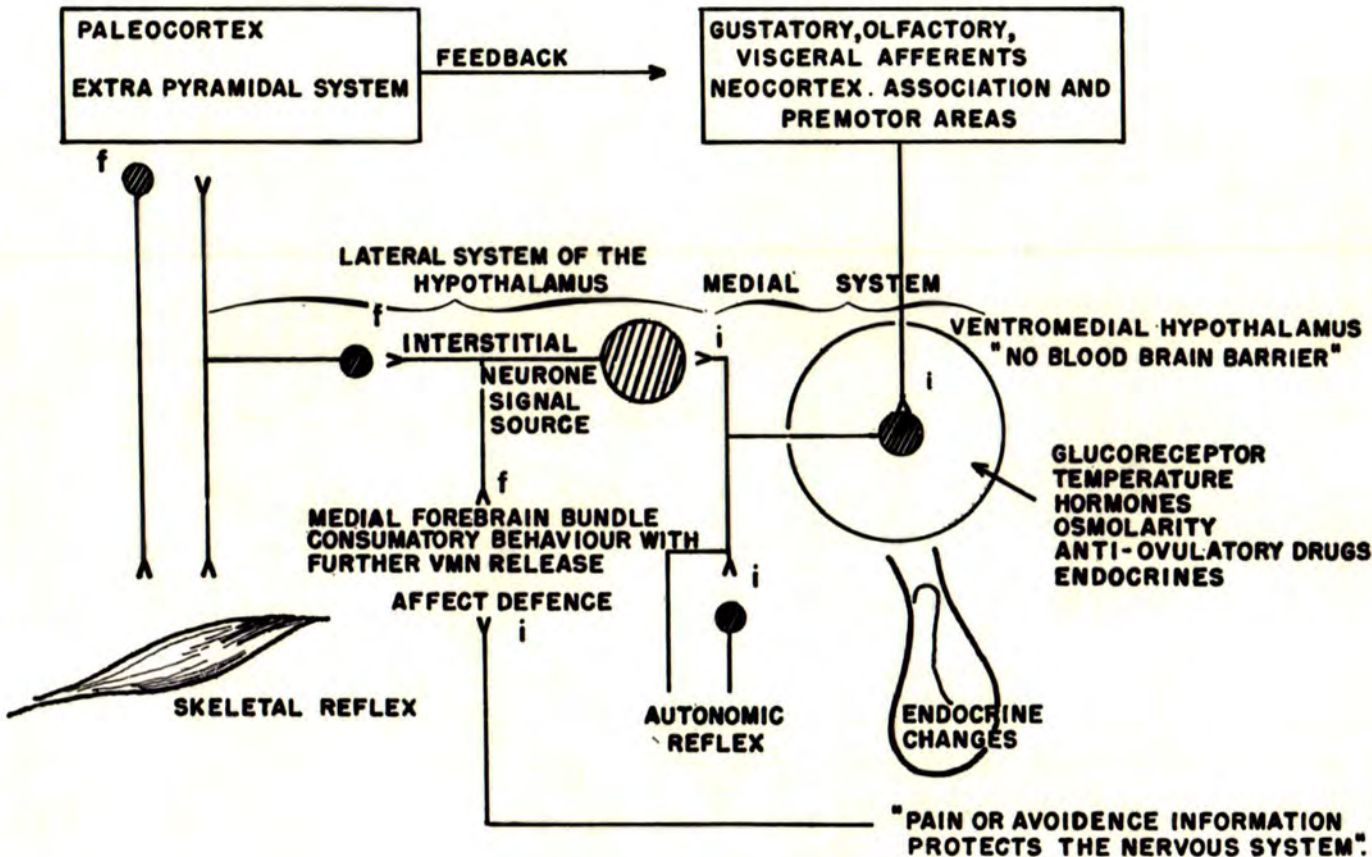 PALEOCORTEX
EXTRA PYRAMIDAL SYSTEM
FEEDBACK
GUSTATORY,OLFACTORY,
VISCERAL AFFERENTS
NEOCORTEX. ASSOCIATION AND
PREMOTOR AREAS
f
LATERAL SYSTEM OF THE
HYPOTHALAMUS
MEDIAL SYSTEM
f
i
VENTROMEDIAL HYPOTHALAMUS
"NO BLOOD BRAIN BARRIER"
INTERSTITIAL
NEURONE
SIGNAL
SOURCE
i
GLUCORECEPTOR
TEMPERATURE
HORMONES
OSMOLARITY
ANTI-OVULATORY DRUGS
ENDOCRINES
f
MEDIAL FOREBRAIN BUNDLE
CONSUMATORY BEHAVIOUR WITH
FURTHER VMN RELEASE
i
AFFECT DEFENCE
i
SKELETAL REFLEX
AUTONOMIC
REFLEX
ENDOCRINE
CHANGES
"PAIN OR AVOIDENCE INFORMATION
PROTECTS THE NERVOUS SYSTEM".